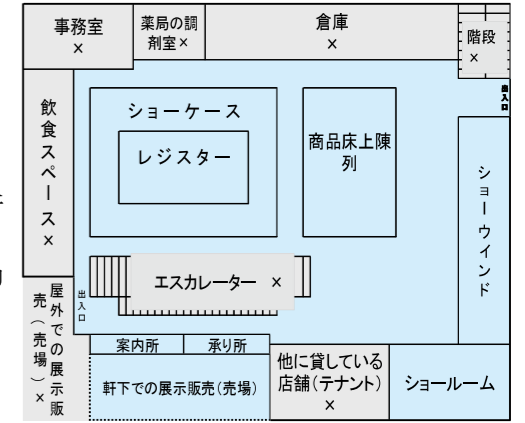 事務室
×
薬局の調
剤室×
倉庫
×
階段
×
出入口
飲食スペース×
ショーケース
レジスター
商品床上陳
列
ショーウインド
エスカレーター ×
出入口
屋外での展示販
売(売場)×
案内所
承り所
軒下での展示販売(売場)
他に貸している
店舗(テナント)
×
ショールーム